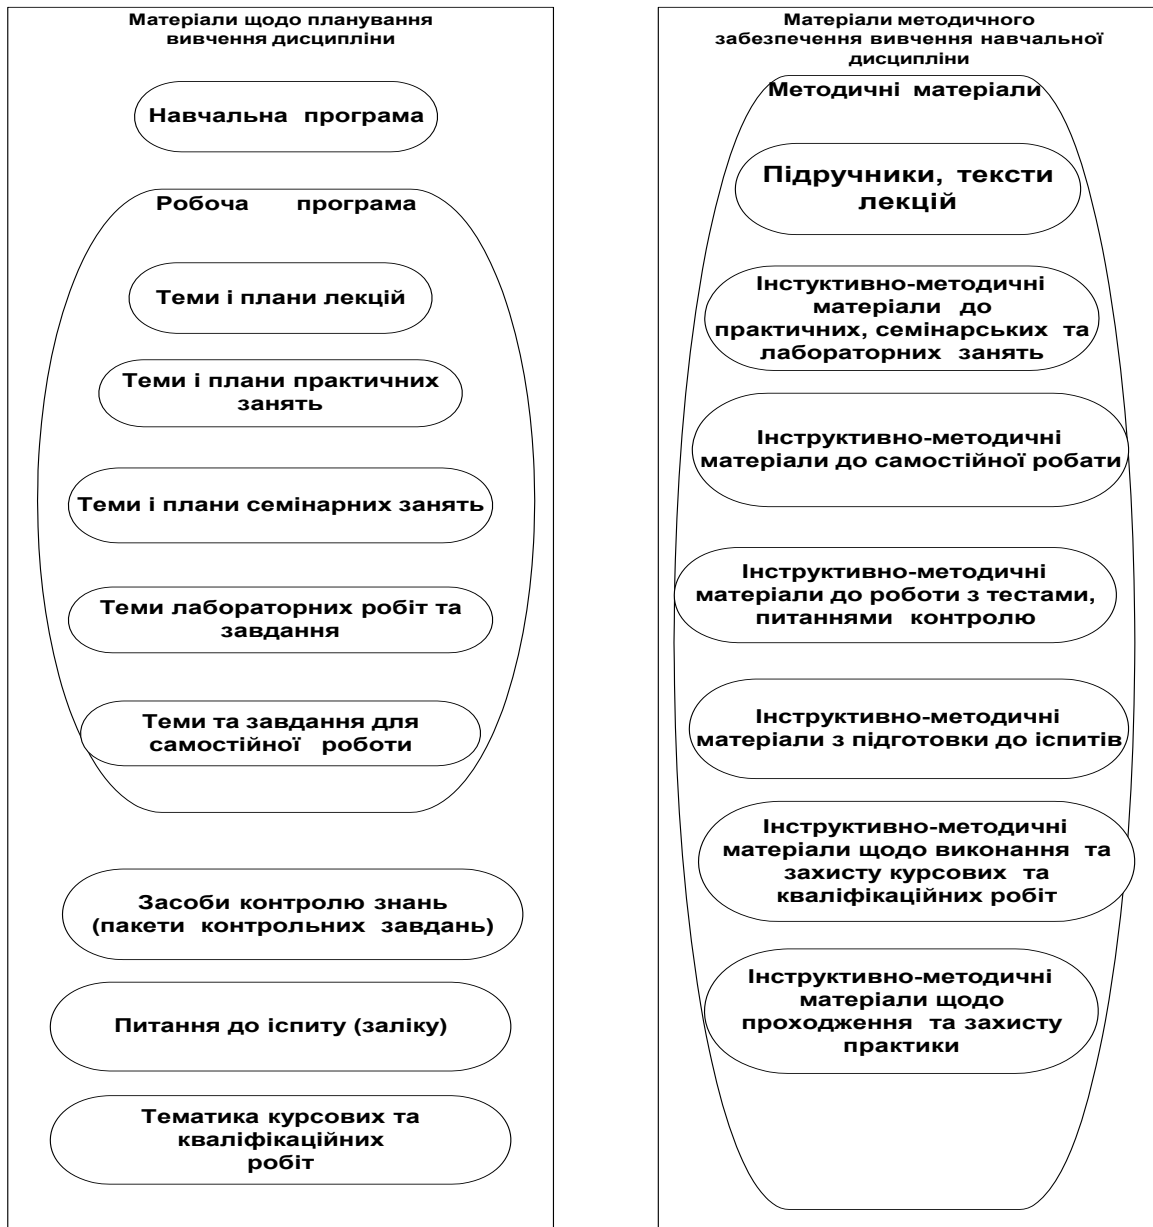 Матеріали щодо планування
вивчення дисципліни
Навчальна програма
Робоча програма
Теми і плани лекцій
Теми і плани практичних
занять
Теми і плани семінарних занять
Теми лабораторних робіт та
завдання
Теми та завдання для
самостійної роботи
Засоби контролю знань
(пакети контрольних завдань)
Питання до іспиту (заліку)
Тематика курсових та
кваліфікаційних
робіт
Матеріали методичного
забезпечення вивчення навчальної
дисципліни
Методичні матеріали
Підручники, тексти
лекцій
Інстуктивно-методичні
матеріали до
практичних, семінарських та
лабораторних занять
Інструктивно-методичні
матеріали до самостійної робати
Інструктивно-методичні
матеріали до роботи з тестами,
питаннями контролю
Інструктивно-методичні
матеріали з підготовки до іспитів
Інструктивно-методичні
матеріали щодо виконання та
захисту курсових та
кваліфікаційних робіт
Інструктивно-методичні
матеріали щодо
проходження та захисту
практики